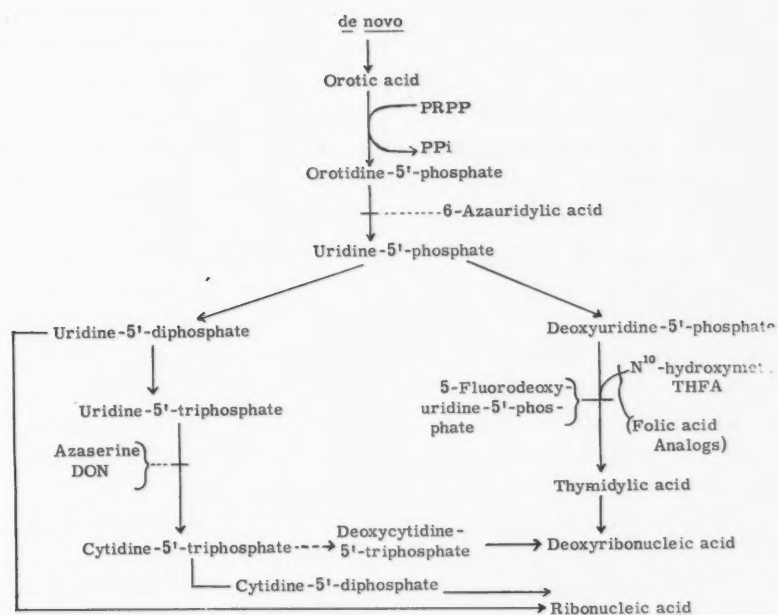 de novo
Orotic acid
PRPP
PPi
Orotidine-5'-phosphate
6-Azauridylic acid
Uridine-5'-phosphate
Uridine-5'-diphosphate
Deoxyuridine-5'-phosphate
5-Fluorodeoxy-
uridine-5'-phos-
phate
N¹⁰-hydroxymet
THFA
(Folic acid
Analogs)
Uridine-5'-triphosphate
Azaserine
DON
Thymidylic acid
Cytidine-5'-triphosphate
Deoxycytidine-
5'-triphosphate
Deoxyribonucleic acid
Cytidine-5'-diphosphate
Ribonucleic acid